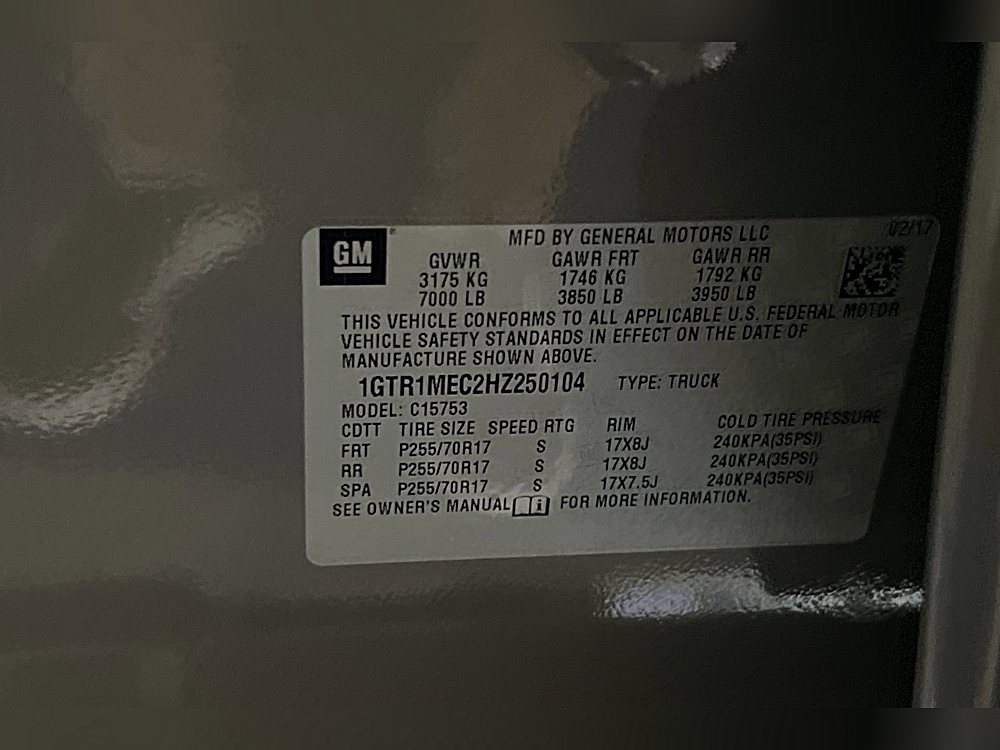 GM
MFD BY GENERAL MOTORS LLC 02/17
GVWR GAWR FRT GAWR RR
3175 KG 1746 KG 1792 KG
7000 LB 3850 LB 3950 LB
THIS VEHICLE CONFORMS TO ALL APPLICABLE U.S. FEDERAL MOTOR
VEHICLE SAFETY STANDARDS IN EFFECT ON THE DATE OF
MANUFACTURE SHOWN ABOVE.
1GTR1MEC2HZ250104 TYPE: TRUCK
MODEL: C15753
CDTT TIRE SIZE SPEED RTG RIM COLD TIRE PRESSURE
FRT P255/70R17 S 17X8J 240KPA(35PSI)
RR P255/70R17 S 17X8J 240KPA(35PSI)
SPA P255/70R17 S 17X7.5J 240KPA(35PSI)
SEE OWNER'S MANUAL FOR MORE INFORMATION.